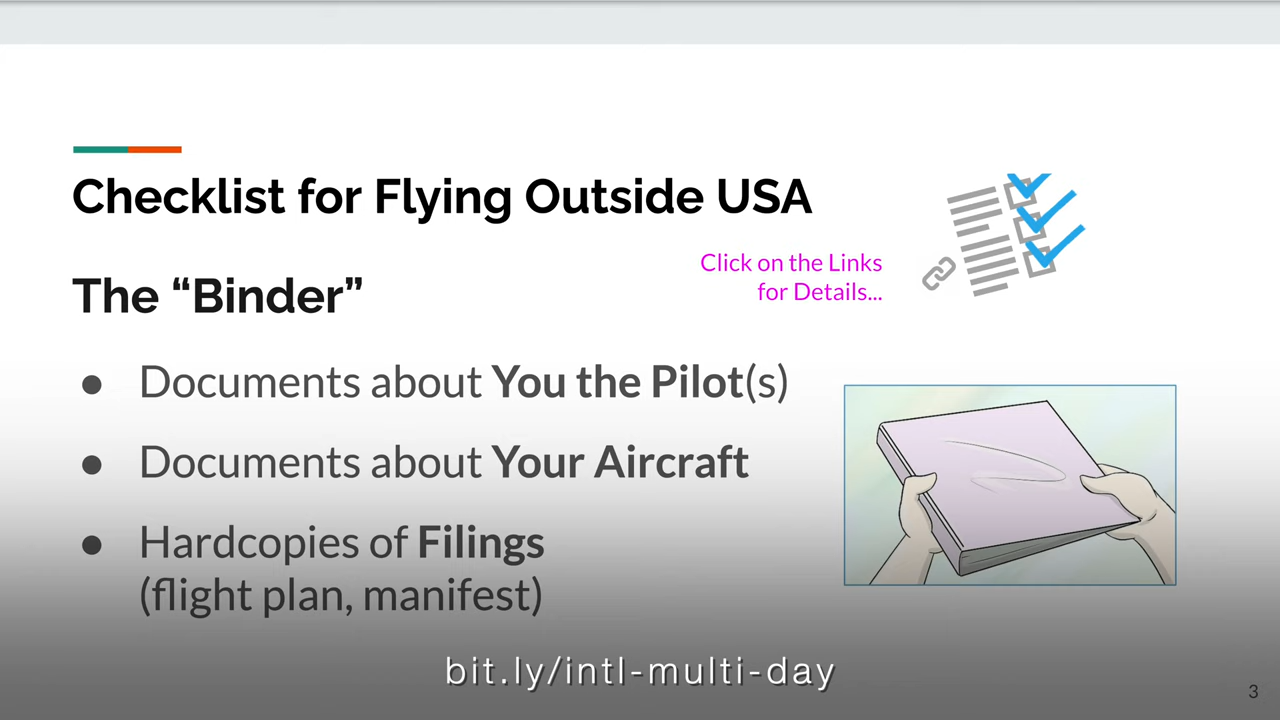 Checklist for Flying Outside USA
Click on the Links
for Details...
The “Binder”
● Documents about You the Pilot(s)
● Documents about Your Aircraft
● Hardcopies of Filings
(flight plan, manifest)
bit.ly/intl-multi-day
3